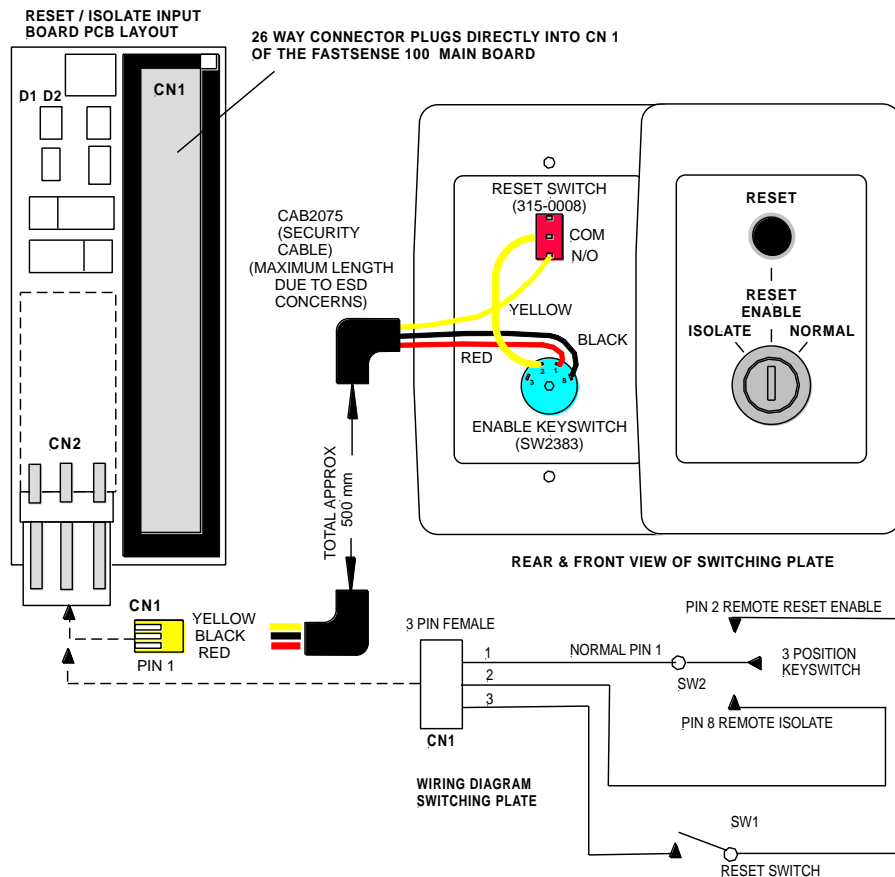 RESET / ISOLATE INPUT
BOARD PCB LAYOUT
26 WAY CONNECTOR PLUGS DIRECTLY INTO CN 1
OF THE FASTSENSE 100 MAIN BOARD
D1 D2
CN1
CN2
CAB2075
(SECURITY
CABLE)
(MAXIMUM LENGTH
DUE TO ESD
CONCERNS)
RESET SWITCH
(315-0008)
COM
N/O
YELLOW
BLACK
RED
3
2
1
8
ENABLE KEYSWITCH
(SW2383)
RESET
RESET
ENABLE
ISOLATE
NORMAL
TOTAL APPROX
500 mm
REAR & FRONT VIEW OF SWITCHING PLATE
CN1
YELLOW
BLACK
RED
PIN 1
3 PIN FEMALE
1
2
3
CN1
NORMAL PIN 1
SW2
PIN 2 REMOTE RESET ENABLE
3 POSITION
KEYSWITCH
PIN 8 REMOTE ISOLATE
WIRING DIAGRAM
SWITCHING PLATE
SW1
RESET SWITCH